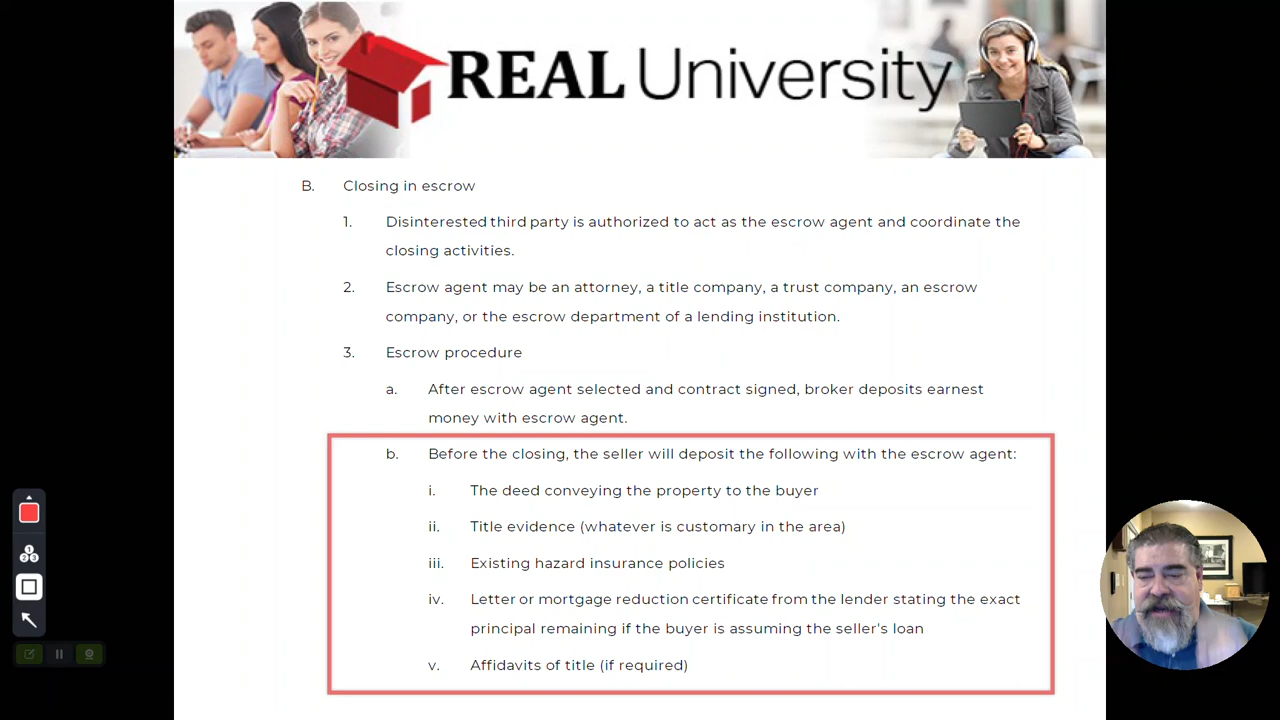 REAL University
B. Closing in escrow
1. Disinterested third party is authorized to act as the escrow agent and coordinate the
closing activities.
2. Escrow agent may be an attorney, a title company, a trust company, an escrow
company, or the escrow department of a lending institution.
3. Escrow procedure
a. After escrow agent selected and contract signed, broker deposits earnest
money with escrow agent.
b. Before the closing, the seller will deposit the following with the escrow agent:
i. The deed conveying the property to the buyer
ii. Title evidence (whatever is customary in the area)
iii. Existing hazard insurance policies
iv. Letter or mortgage reduction certificate from the lender stating the exact
principal remaining if the buyer is assuming the seller's loan
v. Affidavits of title (if required)